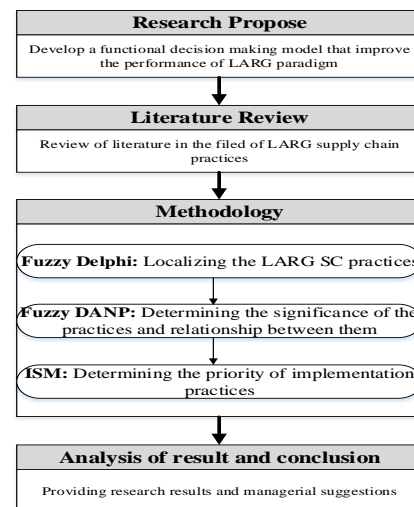 Research Propose
Develop a functional decision making model that improve
the performance of LARG paradigm
Literature Review
Review of literature in the filed of LARG supply chain
practices
Methodology
Fuzzy Delphi: Localizing the LARG SC practices
Fuzzy DANP: Determining the significance of the
practices and relationship between them
ISM: Determining the priority of implementation
practices
Analysis of result and conclusion
Providing research results and managerial suggestions